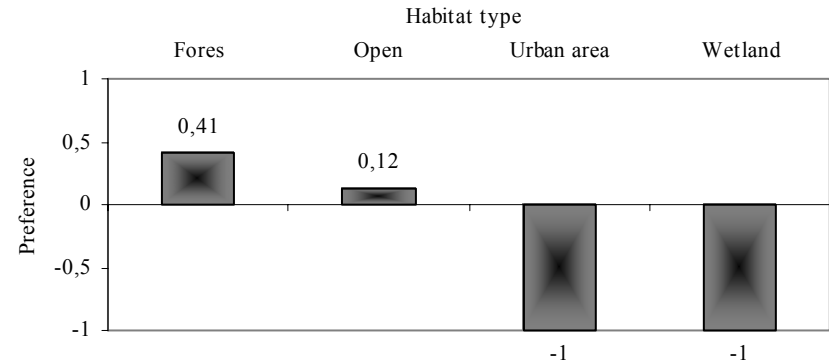 Habitat type
Fores Open Urban area Wetland
1
0,41
0,5
0,12
0
Preference
-0,5
-1
-1 -1